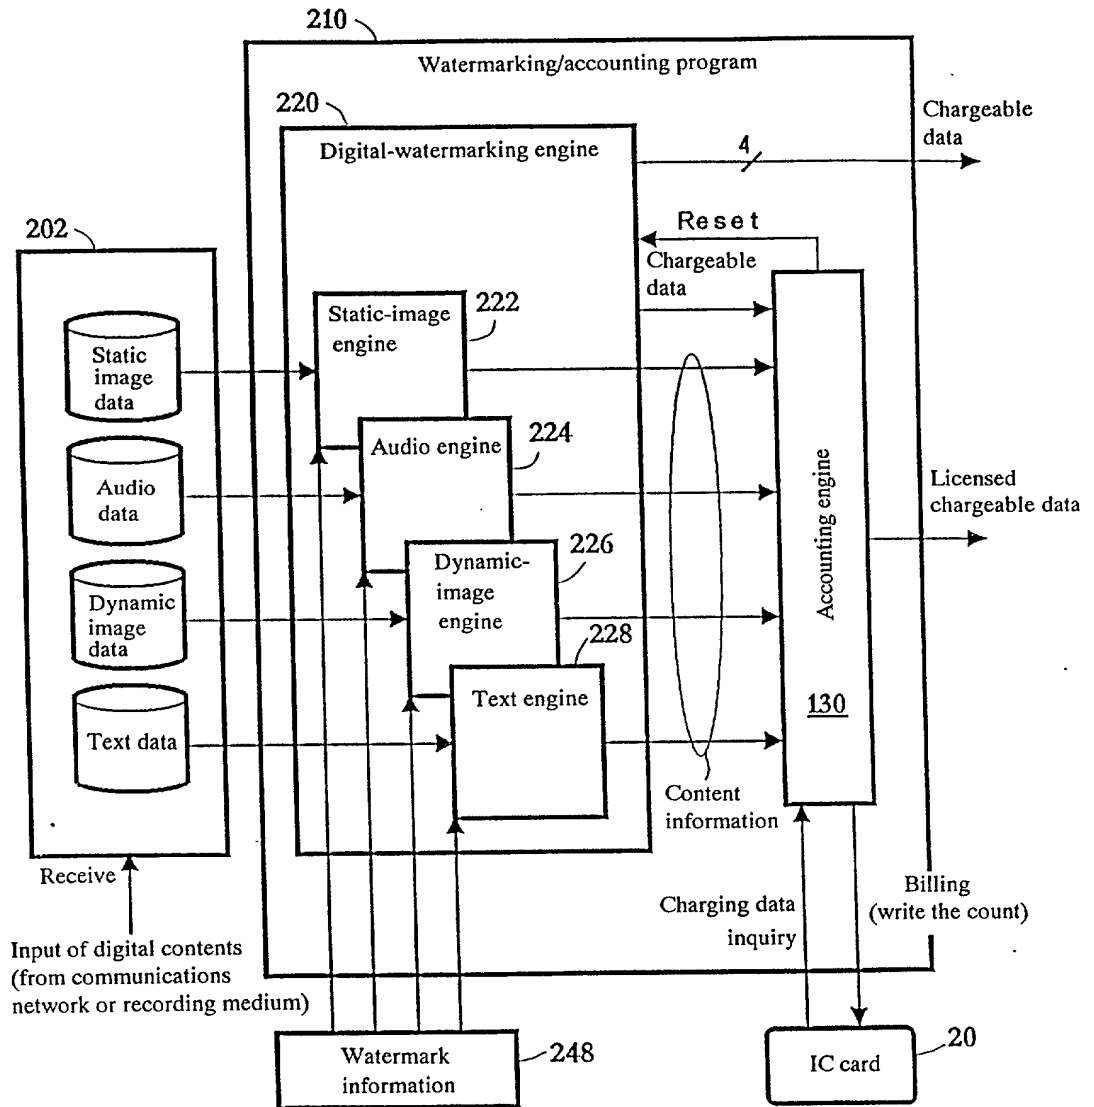 210
Watermarking/accounting program
220
Digital-watermarking engine
4
Chargeable
data
Reset
Chargeable
data
202
Static
image
data
Audio
data
Dynamic
image
data
Text data
Static-image
engine
222
Audio engine
224
Dynamic-
image
engine
226
Text engine
228
Accounting engine
130
Licensed
chargeable data
Content
information
Receive
Input of digital contents
(from communications
network or recording medium)
Charging data
inquiry
Billing
(write the count)
Watermark
information
248
IC card
20